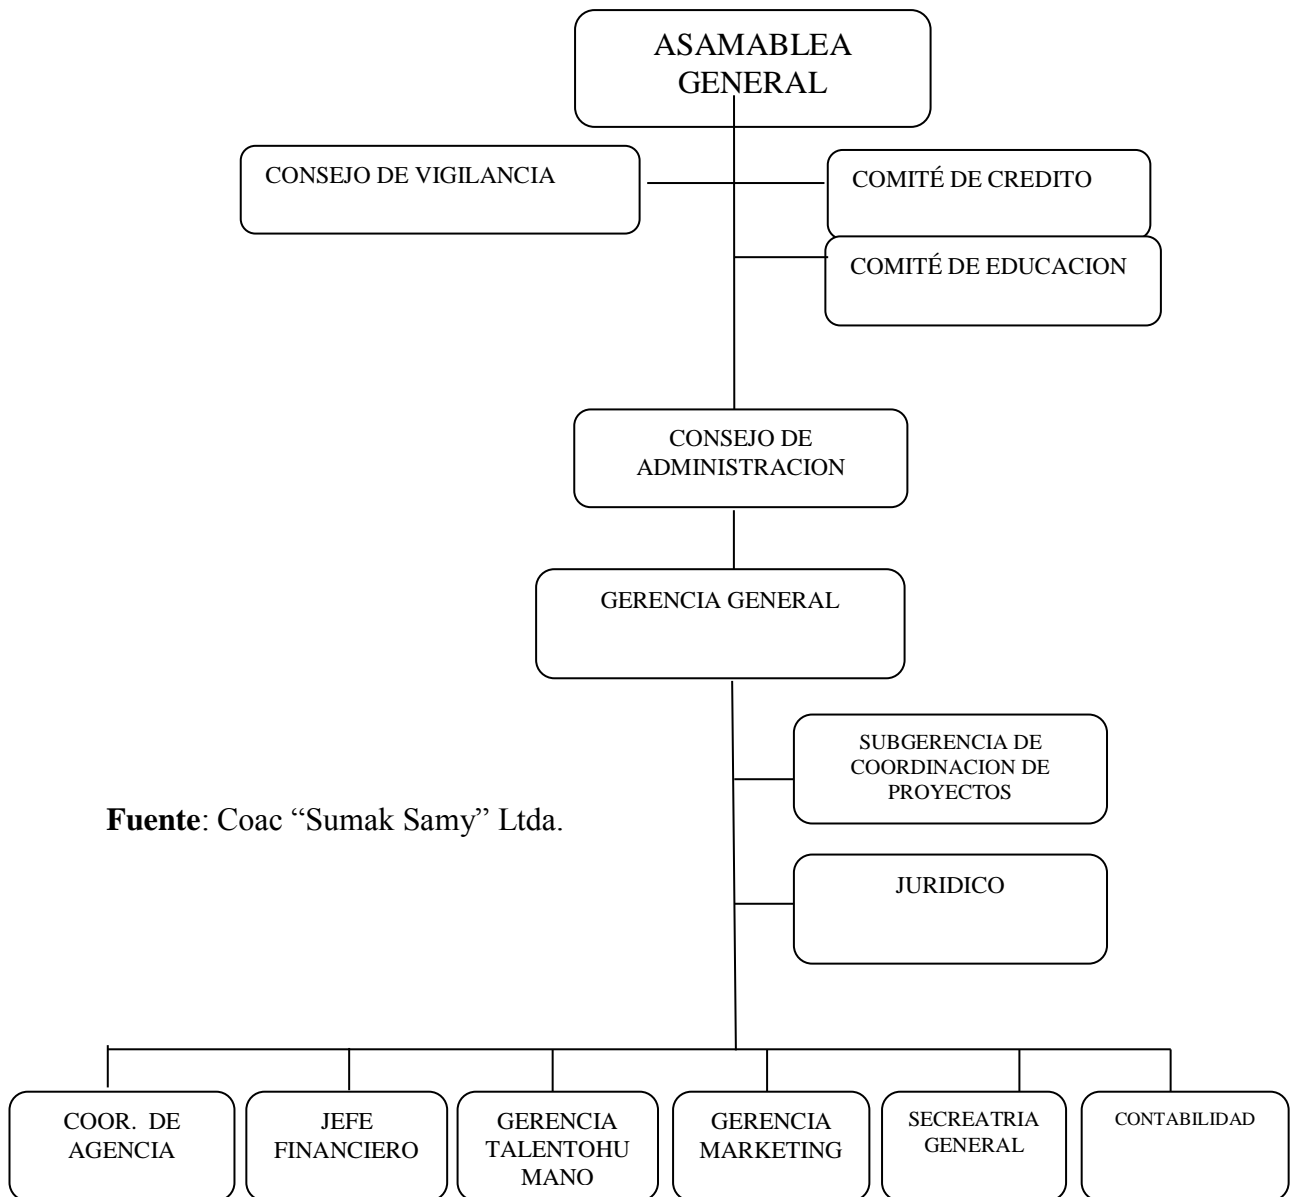 ASAMABLEA
GENERAL
CONSEJO DE VIGILANCIA
COMITÉ DE CREDITO
COMITÉ DE EDUCACION
CONSEJO DE
ADMINISTRACION
GERENCIA GENERAL
SUBGERENCIA DE
COORDINACION DE
PROYECTOS
Fuente: Coac “Sumak Samy” Ltda.
JURIDICO
COOR. DE
AGENCIA
JEFE
FINANCIERO
GERENCIA
TALENTOHU
MANO
GERENCIA
MARKETING
SECREATRIA
GENERAL
CONTABILIDAD